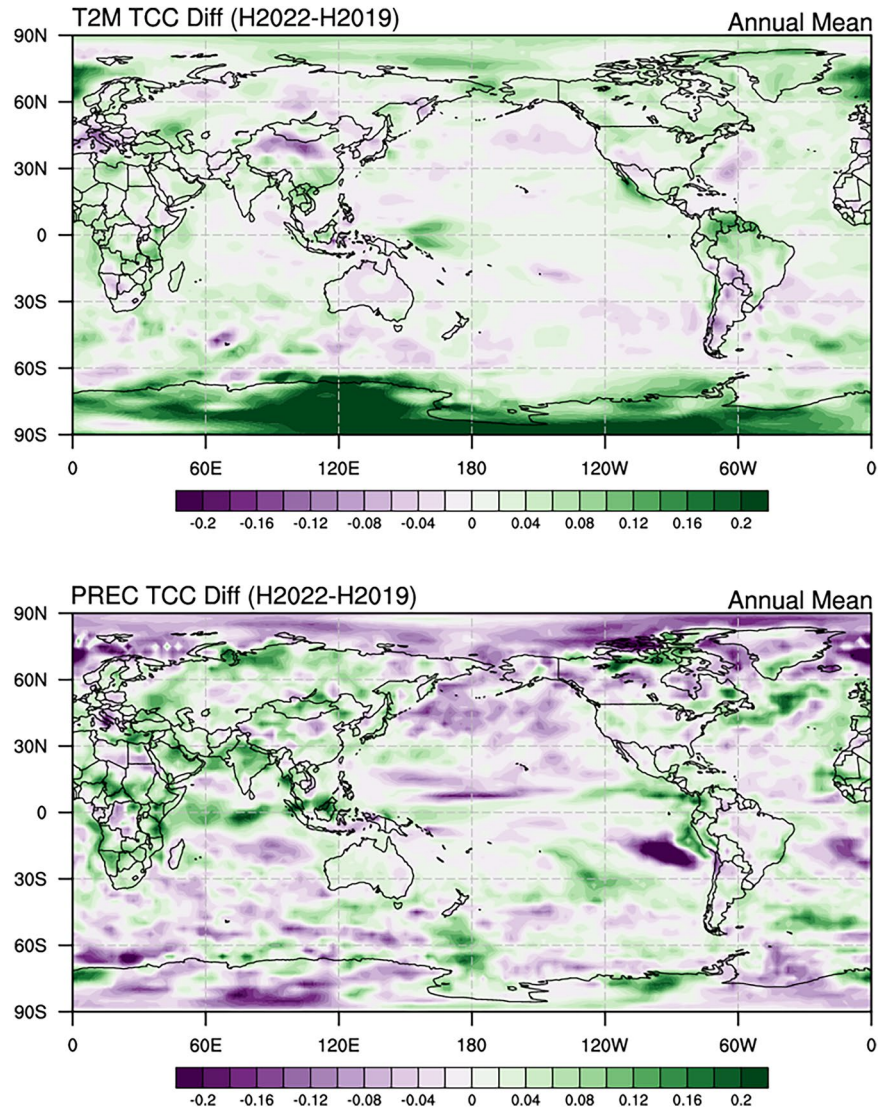 T2M TCC Diff (H2022-H2019) Annual Mean
90N
60N
30N
0
30S
60S
90S
0 60E 120E 180 120W 60W 0
-0.2 -0.16 -0.12 -0.08 -0.04 0 0.04 0.08 0.12 0.16 0.2
PREC TCC Diff (H2022-H2019) Annual Mean
90N
60N
30N
0
30S
60S
90S
0 60E 120E 180 120W 60W 0
-0.2 -0.16 -0.12 -0.08 -0.04 0 0.04 0.08 0.12 0.16 0.2